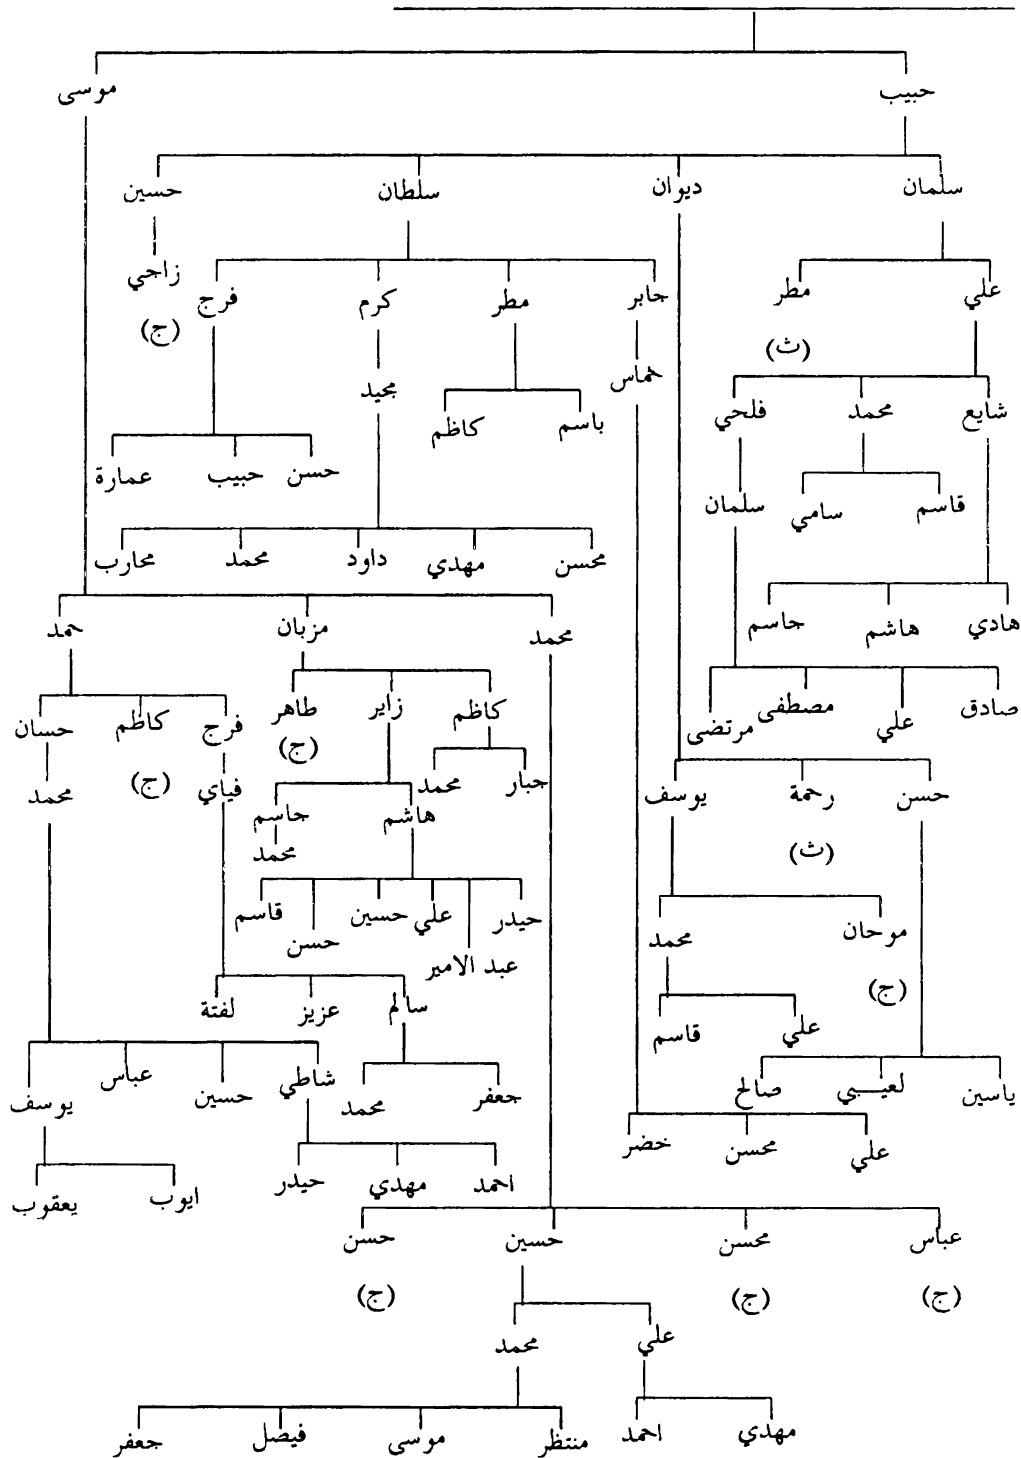 حبيب موسى
سلمان ديوان سلطان حسين
علي مطر جابر مطر كرم فرج زاجي
(ث) (ج)
شايع محمد فلحي خماس مجيد
باسم كاظم
حسن حبيب عمارة
قاسم سامي سلمان
محسن مهدي داود محمد محارب
هادي هاشم جاسم
محمد مزبان حمد
صادق علي مصطفى مرتضى
كاظم زاير طاهر فرج كاظم حسان
(ج) (ج)
حسن رحمة يوسف جبار محمد فياي محمد
(ث)
هاشم جاسم
محمد
موحان محمد حيدر علي حسين قاسم
عبد الامير حسن
(ج)
علي قاسم سالم عزيز لفتة
ياسين لعيبي صالح شاطي حسين عباس يوسف
جعفر محمد
علي محسن خضر
احمد مهدي حيدر ايوب يعقوب
عباس محسن حسين حسن
(ج) (ج) (ج)
علي محمد
مهدي احمد منتظر موسى فيصل جعفر